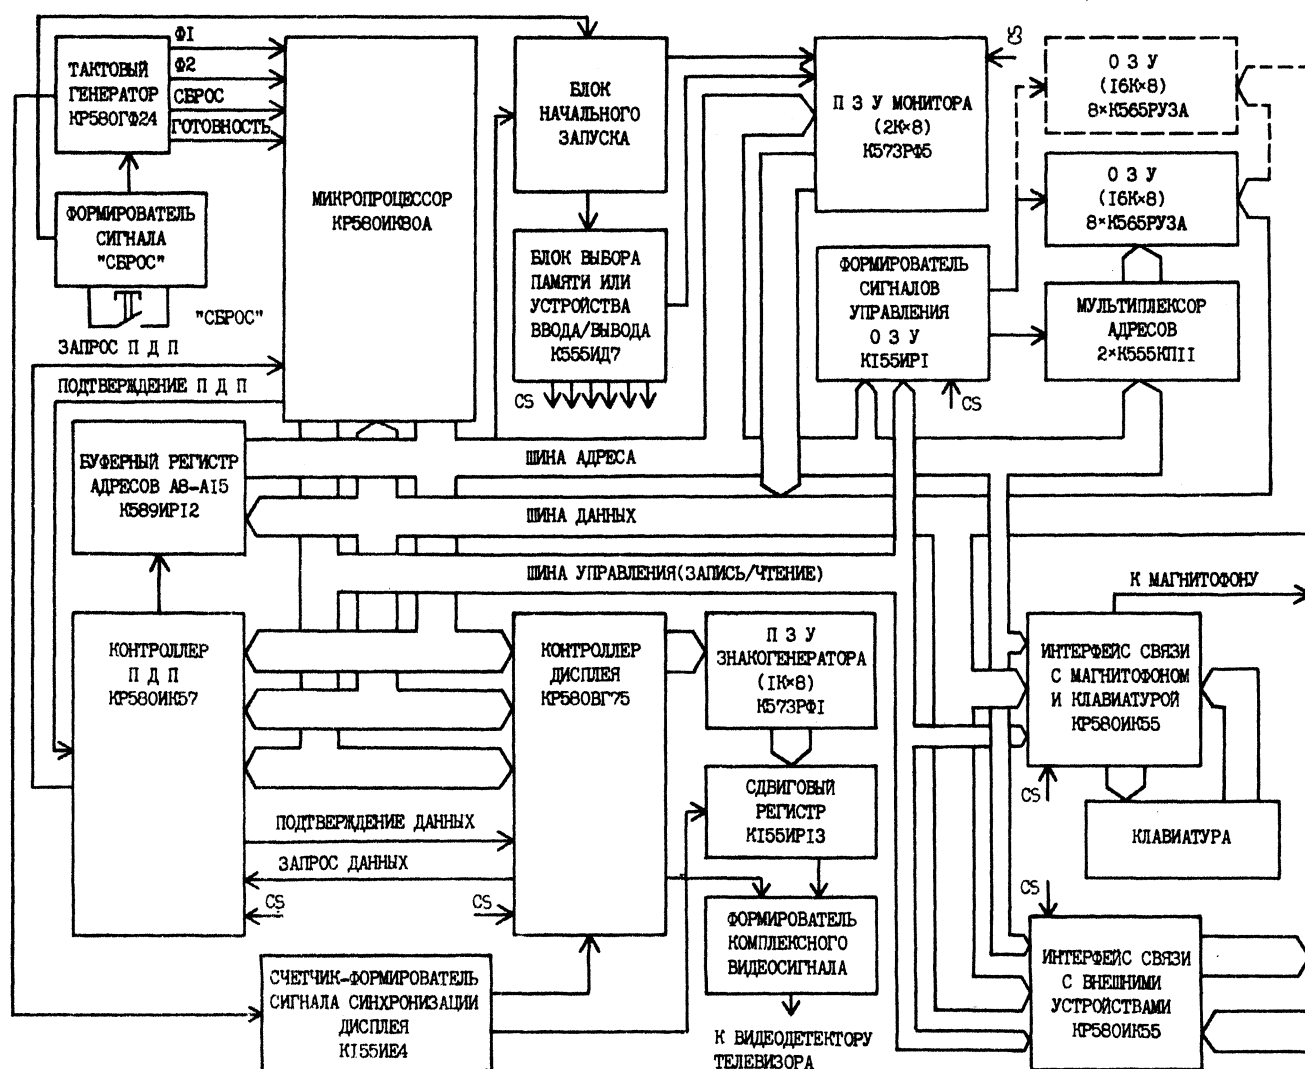 Ф1
Ф2
СБРОС
ГОТОВНОСТЬ
ТАКТОВЫЙ
ГЕНЕРАТОР
КР580ГФ24
ФОРМИРОВАТЕЛЬ
СИГНАЛА
"СБРОС"
"СБРОС"
ЗАПРОС П Д П
ПОДТВЕРЖДЕНИЕ П Д П
МИКРОПРОЦЕССОР
КР580ИК80А
БЛОК
НАЧАЛЬНОГО
ЗАПУСКА
БЛОК ВЫБОРА
ПАМЯТИ ИЛИ
УСТРОЙСТВА
ВВОДА/ВЫВОДА
К555ИД7
CS
П З У МОНИТОРА
(2К×8)
К573РФ5
CS
О З У
(16К×8)
8×К565РУ3А
О З У
(16К×8)
8×К565РУ3А
ФОРМИРОВАТЕЛЬ
СИГНАЛОВ
УПРАВЛЕНИЯ
О З У
К155ИР1
CS
МУЛЬТИПЛЕКСОР
АДРЕСОВ
2×К555КП11
БУФЕРНЫЙ РЕГИСТР
АДРЕСОВ А8-А15
К589ИР12
ШИНА АДРЕСА
ШИНА ДАННЫХ
ШИНА УПРАВЛЕНИЯ(ЗАПИСЬ/ЧТЕНИЕ)
К МАГНИТОФОНУ
КОНТРОЛЛЕР
П Д П
КР580ИК57
КОНТРОЛЛЕР
ДИСПЛЕЯ
КР580ВГ75
П З У
ЗНАКОГЕНЕРАТОРА
(1К×8)
К573РФ1
ИНТЕРФЕЙС СВЯЗИ
С МАГНИТОФОНОМ
И КЛАВИАТУРОЙ
КР580ИК55
CS
СДВИГОВЫЙ
РЕГИСТР
К155ИР13
КЛАВИАТУРА
ПОДТВЕРЖДЕНИЕ ДАННЫХ
ЗАПРОС ДАННЫХ
CS
CS
CS
ФОРМИРОВАТЕЛЬ
КОМПЛЕКСНОГО
ВИДЕОСИГНАЛА
ИНТЕРФЕЙС СВЯЗИ
С ВНЕШНИМИ
УСТРОЙСТВАМИ
КР580ИК55
СЧЕТЧИК-ФОРМИРОВАТЕЛЬ
СИГНАЛА СИНХРОНИЗАЦИИ
ДИСПЛЕЯ
К155ИЕ4
К ВИДЕОДЕТЕКТОРУ
ТЕЛЕВИЗОРА